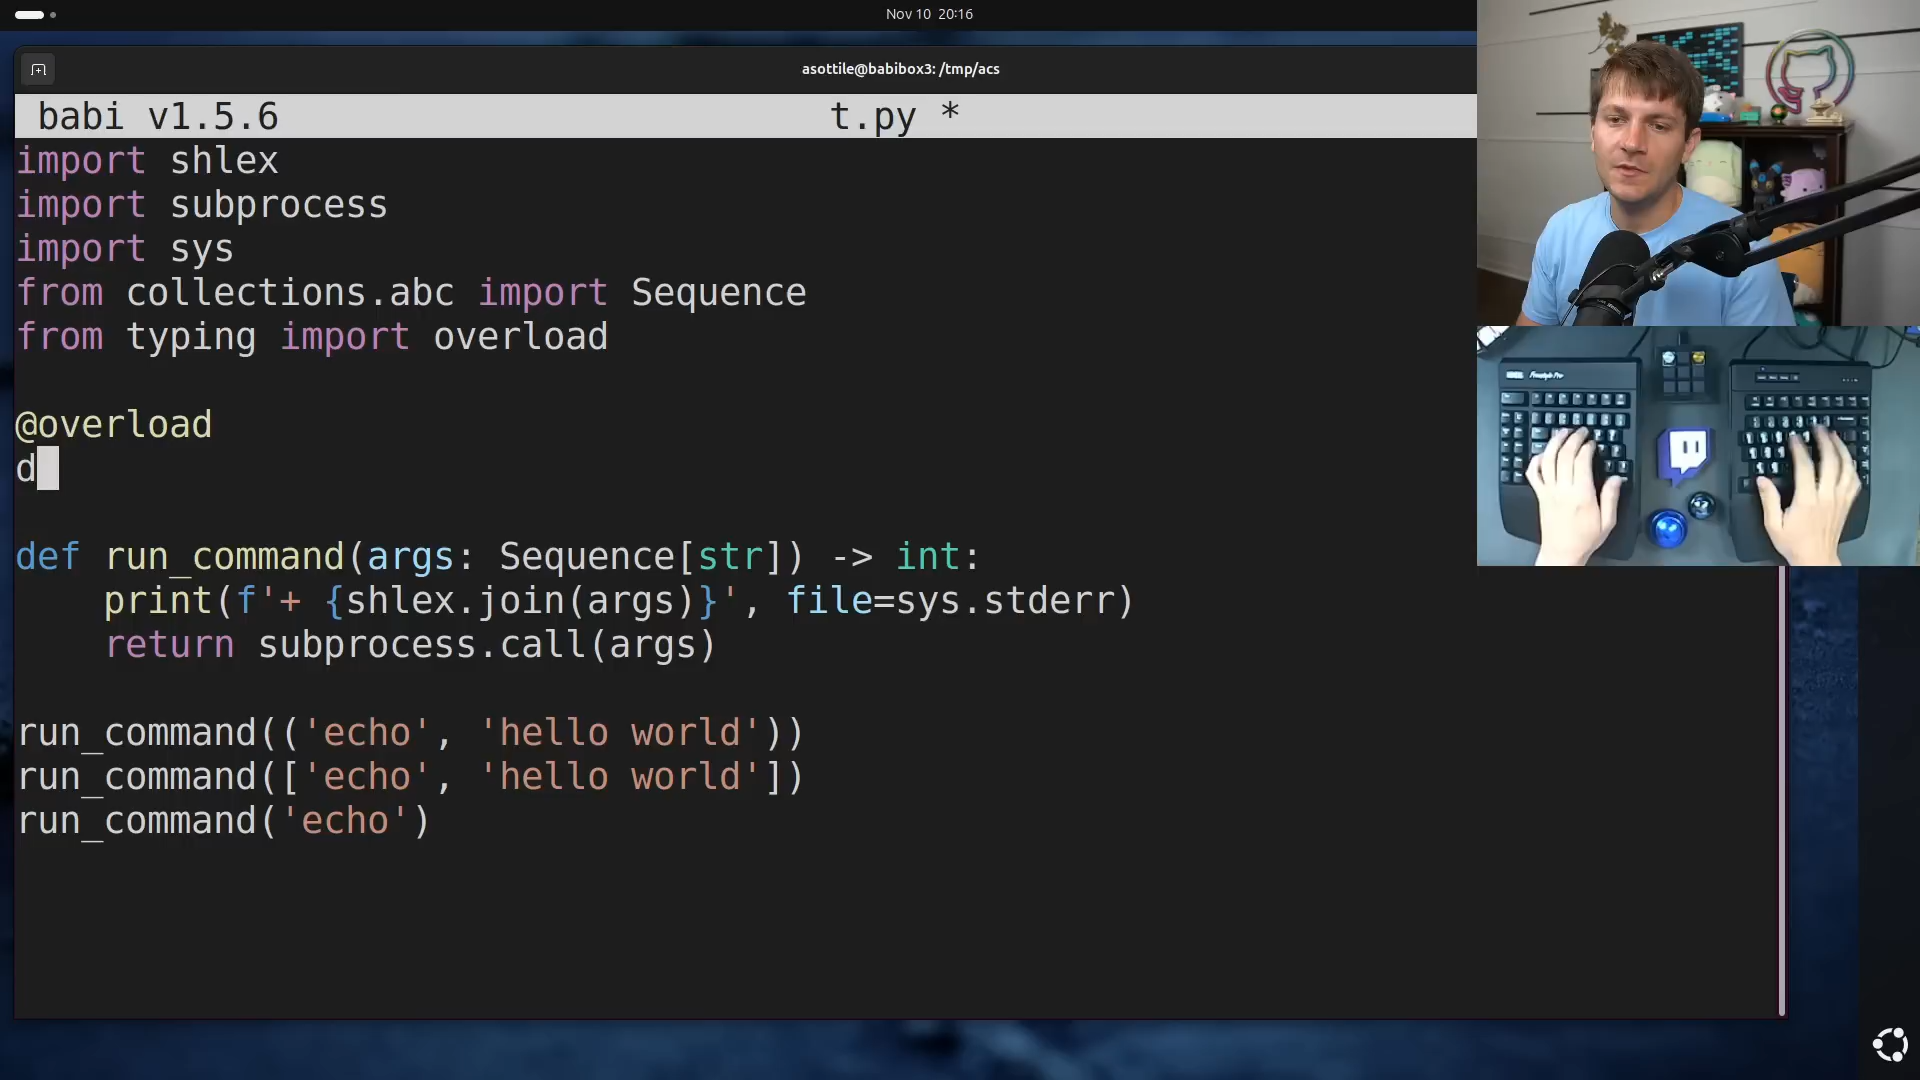 Nov 10 20:16
asottile@babibox3: /tmp/acs
babi v1.5.6 t.py *
import shlex
import subprocess
import sys
from collections.abc import Sequence
from typing import overload
@overload
d
def run_command(args: Sequence[str]) -> int:
    print(f'+ {shlex.join(args)}', file=sys.stderr)
    return subprocess.call(args)
run_command(('echo', 'hello world'))
run_command(['echo', 'hello world'])
run_command('echo')